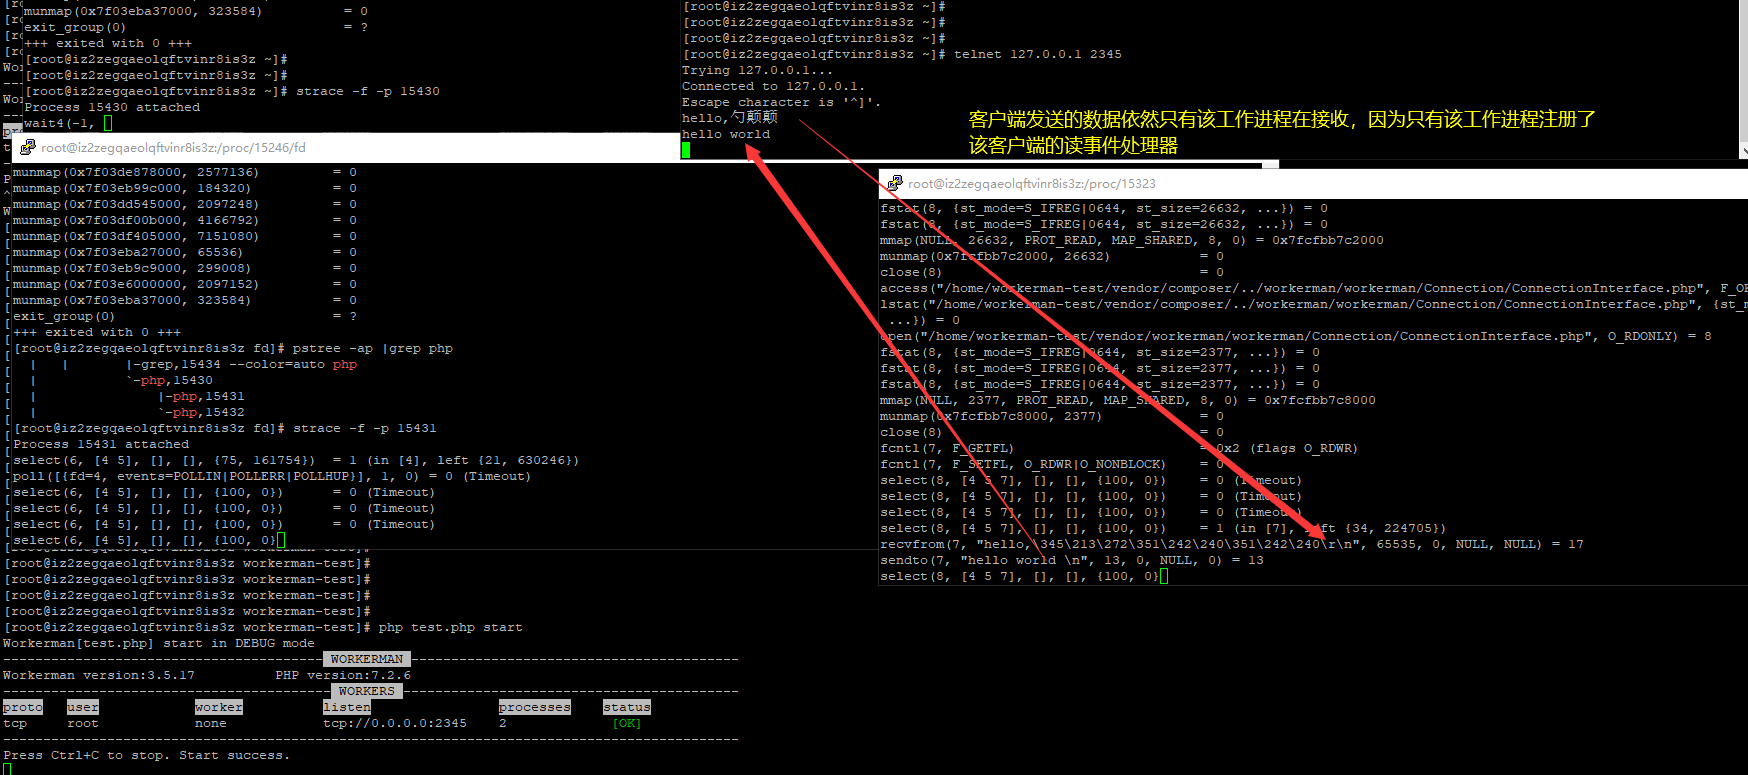 munmap(0x7f03eba37000, 323584) = 0
exit_group(0) = ?
+++ exited with 0 +++
[root@iz2zegqaeolqftvinr8is3z ~]#
[root@iz2zegqaeolqftvinr8is3z ~]#
[root@iz2zegqaeolqftvinr8is3z ~]# strace -f -p 15430
Process 15430 attached
wait4(-1,
[root@iz2zegqaeolqftvinr8is3z ~]#
[root@iz2zegqaeolqftvinr8is3z ~]#
[root@iz2zegqaeolqftvinr8is3z ~]#
[root@iz2zegqaeolqftvinr8is3z ~]# telnet 127.0.0.1 2345
Trying 127.0.0.1...
Connected to 127.0.0.1.
Escape character is '^]'.
hello,勺颠颠
hello world
客户端发送的数据依然只有该工作进程在接收，因为只有该工作进程注册了
该客户端的读事件处理器
root@iz2zegqaeolqftvinr8is3z:/proc/15246/fd
munmap(0x7f03de878000, 2577136) = 0
munmap(0x7f03eb99c000, 184320) = 0
munmap(0x7f03dd545000, 2097248) = 0
munmap(0x7f03df00b000, 4166792) = 0
munmap(0x7f03df405000, 7151080) = 0
munmap(0x7f03eba27000, 65536) = 0
munmap(0x7f03eb9c9000, 299008) = 0
munmap(0x7f03e6000000, 2097152) = 0
munmap(0x7f03eba37000, 323584) = 0
exit_group(0) = ?
+++ exited with 0 +++
[root@iz2zegqaeolqftvinr8is3z fd]# pstree -ap |grep php
| | |-grep,15434 --color=auto php
| `-php,15430
| |-php,15431
| `-php,15432
[root@iz2zegqaeolqftvinr8is3z fd]# strace -f -p 15431
Process 15431 attached
select(6, [4 5], [], [], {75, 161754}) = 1 (in [4], left {21, 630246})
poll([{fd=4, events=POLLIN|POLLERR|POLLHUP}], 1, 0) = 0 (Timeout)
select(6, [4 5], [], [], {100, 0}) = 0 (Timeout)
select(6, [4 5], [], [], {100, 0}) = 0 (Timeout)
select(6, [4 5], [], [], {100, 0}) = 0 (Timeout)
select(6, [4 5], [], [], {100, 0}
root@iz2zegqaeolqftvinr8is3z:/proc/15323
fstat(8, {st_mode=S_IFREG|0644, st_size=26632, ...}) = 0
fstat(8, {st_mode=S_IFREG|0644, st_size=26632, ...}) = 0
mmap(NULL, 26632, PROT_READ, MAP_SHARED, 8, 0) = 0x7fcfbb7c2000
munmap(0x7fcfbb7c2000, 26632) = 0
close(8) = 0
access("/home/workerman-test/vendor/composer/../workerman/workerman/Connection/ConnectionInterface.php",
lstat("/home/workerman-test/vendor/composer/../workerman/workerman/Connection/ConnectionInterface.php", {st_m
...}) = 0
open("/home/workerman-test/vendor/workerman/workerman/Connection/ConnectionInterface.php", O_RDONLY) = 8
fstat(8, {st_mode=S_IFREG|0644, st_size=2377, ...}) = 0
fstat(8, {st_mode=S_IFREG|0644, st_size=2377, ...}) = 0
fstat(8, {st_mode=S_IFREG|0644, st_size=2377, ...}) = 0
mmap(NULL, 2377, PROT_READ, MAP_SHARED, 8, 0) = 0x7fcfbb7c8000
munmap(0x7fcfbb7c8000, 2377) = 0
close(8) = 0
fcntl(7, F_GETFL) = 0x2 (flags O_RDWR)
fcntl(7, F_SETFL, O_RDWR|O_NONBLOCK) = 0
select(8, [4 5 7], [], [], {100, 0}) = 0 (Timeout)
select(8, [4 5 7], [], [], {100, 0}) = 0 (Timeout)
select(8, [4 5 7], [], [], {100, 0}) = 0 (Timeout)
select(8, [4 5 7], [], [], {100, 0}) = 1 (in [7], left {34, 224705})
recvfrom(7, "hello,\345\213\272\351\242\240\351\242\240\r\n", 65535, 0, NULL, NULL) = 17
sendto(7, "hello world \n", 13, 0, NULL, 0) = 13
select(8, [4 5 7], [], [], {100, 0}
[root@iz2zegqaeolqftvinr8is3z workerman-test]#
[root@iz2zegqaeolqftvinr8is3z workerman-test]#
[root@iz2zegqaeolqftvinr8is3z workerman-test]#
[root@iz2zegqaeolqftvinr8is3z workerman-test]#
[root@iz2zegqaeolqftvinr8is3z workerman-test]# php test.php start
Workerman[test.php] start in DEBUG mode
WORKERMAN
Workerman version:3.5.17 PHP version:7.2.6
WORKERS
proto user worker listen processes status
tcp root none tcp://0.0.0.0:2345 2 [OK]
Press Ctrl+C to stop. Start success.